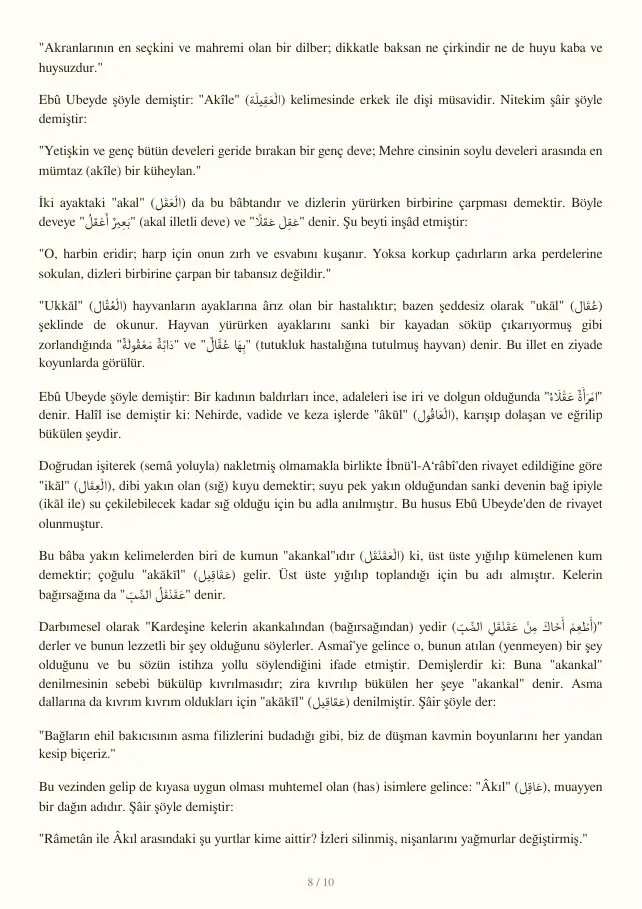 "Akranlarının en seçkini ve mahremi olan bir dilber; dikkatle baksan ne çirkindir ne de huyu kaba ve
huysuzdur."
Ebû Ubeyde şöyle demiştir: "Akîle" (الْعَقِيلَة) kelimesinde erkek ile dişi müsavidir. Nitekim şâir şöyle
demiştir:
"Yetişkin ve genç bütün develeri geride bırakan bir genç deve; Mehre cinsinin soylu develeri arasında en
mümtaz (akîle) bir küheylan."
İki ayaktaki "akal" (الْعَقَل) da bu bâbtandır ve dizlerin yürürken birbirine çarpması demektir. Böyle
deveye "بَعِيرٌ أَعْقَلُ" (akal illetli deve) ve "عَقِلَ عَقَلًا" denir. Şu beyti inşâd etmiştir:
"O, harbin eridir; harp için onun zırh ve esvabını kuşanır. Yoksa korkup çadırların arka perdelerine
sokulan, dizleri birbirine çarpan bir tabansız değildir."
"Ukkāl" (الْعُقَّال) hayvanların ayaklarına ârız olan bir hastalıktır; bazen şeddesiz olarak "ukāl" (عُقَال)
şeklinde de okunur. Hayvan yürürken ayaklarını sanki bir kayadan söküp çıkarıyormuş gibi
zorlandığında "دَابَّةٌ مَعْقُولَةٌ" ve "بِهَا عُقَّالٌ" (tutukluk hastalığına tutulmuş hayvan) denir. Bu illet en ziyade
koyunlarda görülür.
Ebû Ubeyde şöyle demiştir: Bir kadının baldırları ince, adaleleri ise iri ve dolgun olduğunda "امْرَأَةٌ عَقْلَاءُ"
denir. Halîl ise demiştir ki: Nehirde, vadide ve keza işlerde "âkūl" (الْعَاقُول), karışıp dolaşan ve eğrilip
bükülen şeydir.
Doğrudan işiterek (semâ yoluyla) nakletmiş olmamakla birlikte İbnü'l-A‘râbî'den rivayet edildiğine göre
"ikāl" (الْعِقَال), dibi yakın olan (sığ) kuyu demektir; suyu pek yakın olduğundan sanki devenin bağ ipiyle
(ikāl ile) su çekilebilecek kadar sığ olduğu için bu adla anılmıştır. Bu husus Ebû Ubeyde'den de rivayet
olunmuştur.
Bu bâba yakın kelimelerden biri de kumun "akankal"ıdır (الْعَقَنْقَل) ki, üst üste yığılıp kümelenen kum
demektir; çoğulu "akākīl" (عَقَاقِيل) gelir. Üst üste yığılıp toplandığı için bu adı almıştır. Kelerin
bağırsağına da "عَقَنْقَلُ الضَّبِّ" denir.
Darbımesel olarak "Kardeşine kelerin akankalından (bağırsağından) yedir (أَطْعِمْ أَخَاكَ مِنْ عَقَنْقَلِ الضَّبِّ)"
derler ve bunun lezzetli bir şey olduğunu söylerler. Asmaî'ye gelince o, bunun atılan (yenmeyen) bir şey
olduğunu ve bu sözün istihza yollu söylendiğini ifade etmiştir. Demişlerdir ki: Buna "akankal"
denilmesinin sebebi bükülüp kıvrılmasıdır; zira kıvrılıp bükülen her şeye "akankal" denir. Asma
dallarına da kıvrım kıvrım oldukları için "akākīl" (عَقَاقِيل) denilmiştir. Şâir şöyle der:
"Bağların ehil bakıcısının asma filizlerini budadığı gibi, biz de düşman kavmin boyunlarını her yandan
kesip biçeriz."
Bu vezinden gelip de kıyasa uygun olması muhtemel olan (has) isimlere gelince: "Âkıl" (عَاقِل), muayyen
bir dağın adıdır. Şâir şöyle demiştir:
"Râmetân ile Âkıl arasındaki şu yurtlar kime aittir? İzleri silinmiş, nişanlarını yağmurlar değiştirmiş."
8 / 10